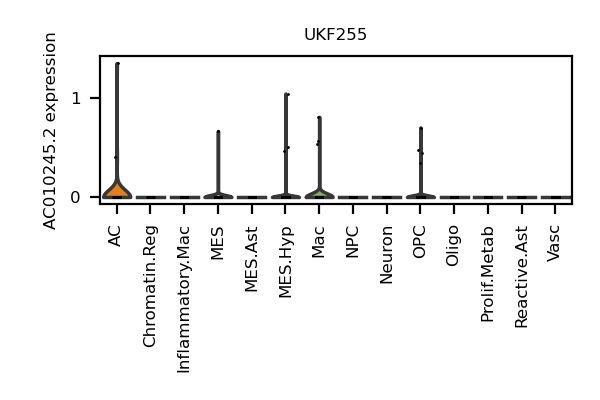 UKF255
AC010245.2 expression
1
0
AC
Chromatin.Reg
Inflammatory.Mac
MES
MES.Ast
MES.Hyp
Mac
NPC
Neuron
OPC
Oligo
Prolif.Metab
Reactive.Ast
Vasc